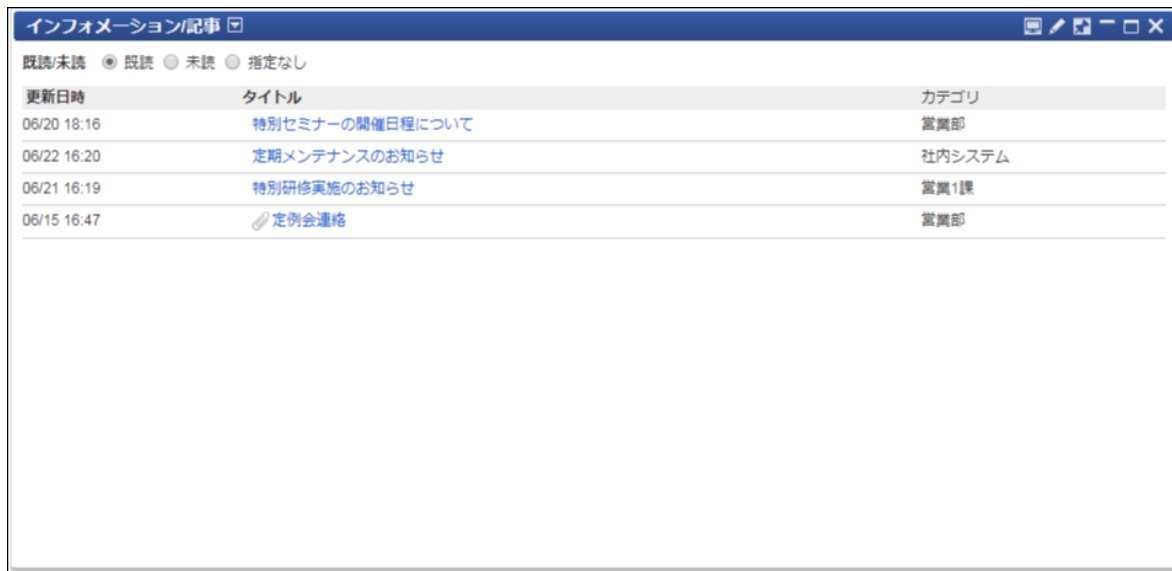 インフォメーション/記事
既読/未読 既読 未読 指定なし
更新日時 タイトル カテゴリ
06/20 18:16 特別セミナーの開催日程について 営業部
06/22 16:20 定期メンテナンスのお知らせ 社内システム
06/21 16:19 特別研修実施のお知らせ 営業1課
06/15 16:47 定例会連絡 営業部